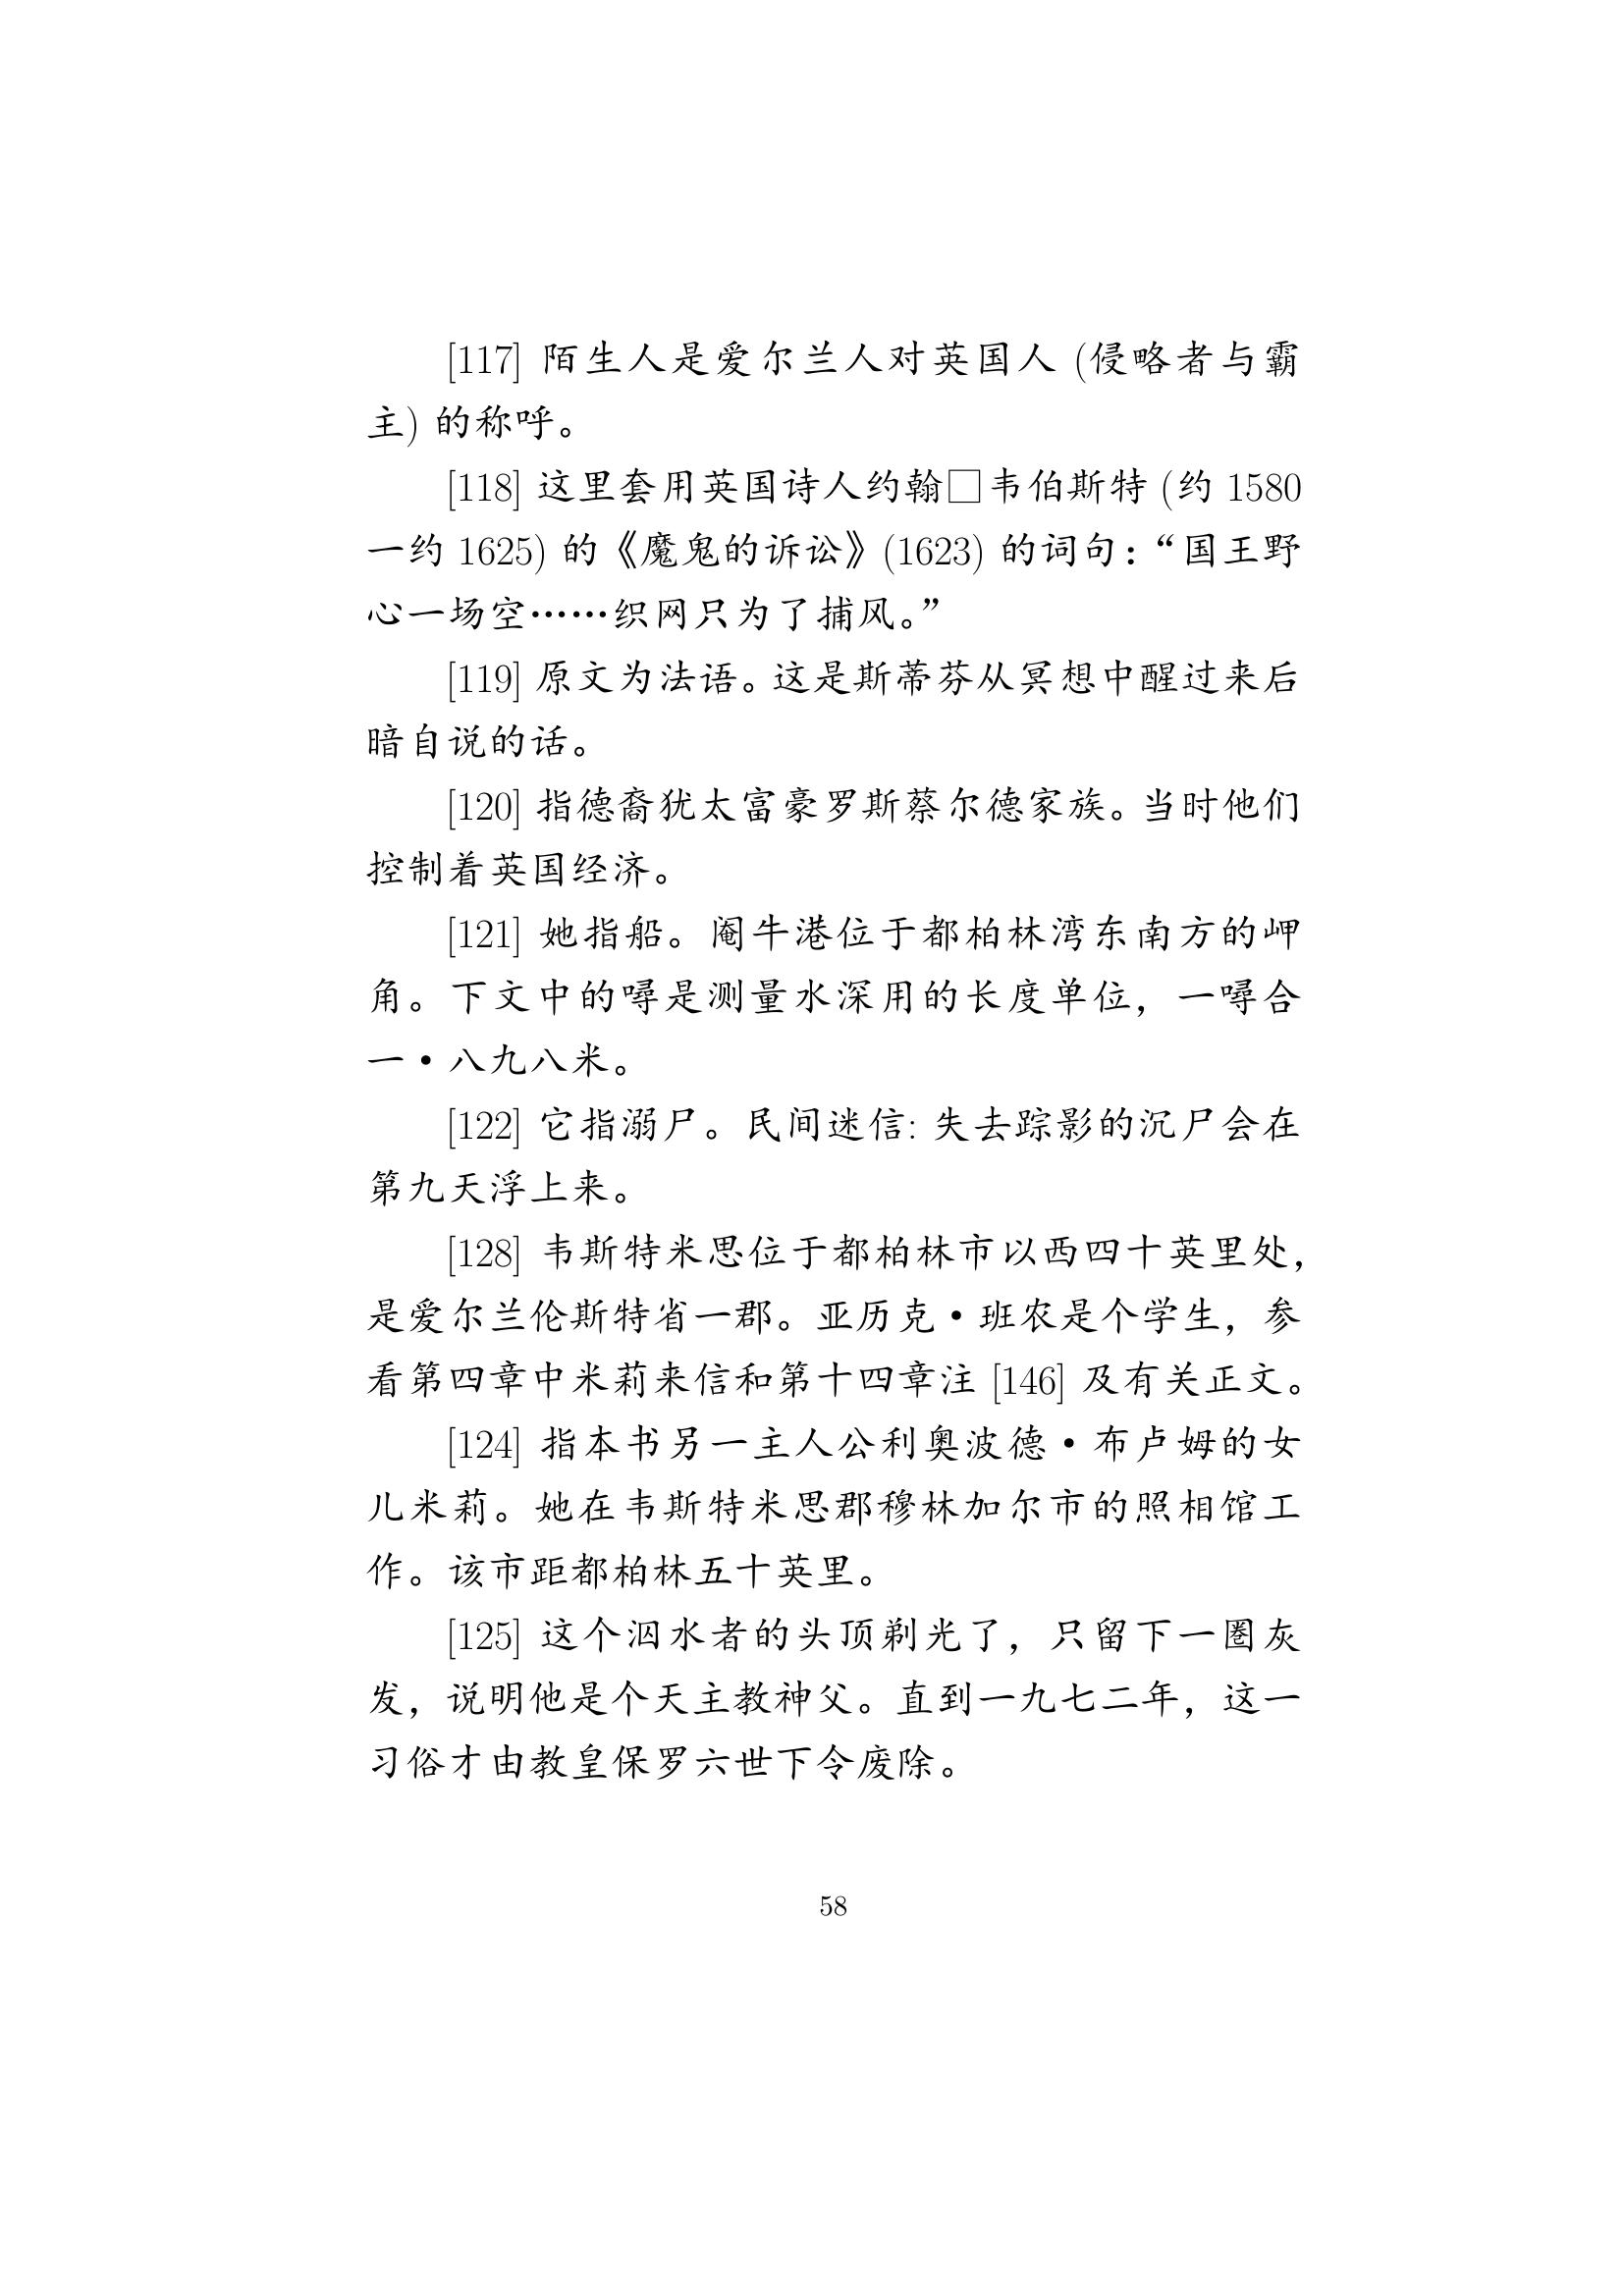 [117] 陌生人是爱尔兰人对英国人 (侵略者与霸
主) 的称呼。
[118] 这里套用英国诗人约翰□韦伯斯特 (约 1580
一约 1625) 的《魔鬼的诉讼》(1623) 的词句：“国王野
心一场空……织网只为了捕风。”
[119] 原文为法语。这是斯蒂芬从冥想中醒过来后
暗自说的话。
[120] 指德裔犹太富豪罗斯蔡尔德家族。当时他们
控制着英国经济。
[121] 她指船。阉牛港位于都柏林湾东南方的岬
角。下文中的㖊是测量水深用的长度单位，一㖊合
一·八九八米。
[122] 它指溺尸。民间迷信: 失去踪影的沉尸会在
第九天浮上来。
[128] 韦斯特米思位于都柏林市以西四十英里处，
是爱尔兰伦斯特省一郡。亚历克·班农是个学生，参
看第四章中米莉来信和第十四章注 [146] 及有关正文。
[124] 指本书另一主人公利奥波德·布卢姆的女
儿米莉。她在韦斯特米思郡穆林加尔市的照相馆工
作。该市距都柏林五十英里。
[125] 这个泅水者的头顶剃光了，只留下一圈灰
发，说明他是个天主教神父。直到一九七二年，这一
习俗才由教皇保罗六世下令废除。
58